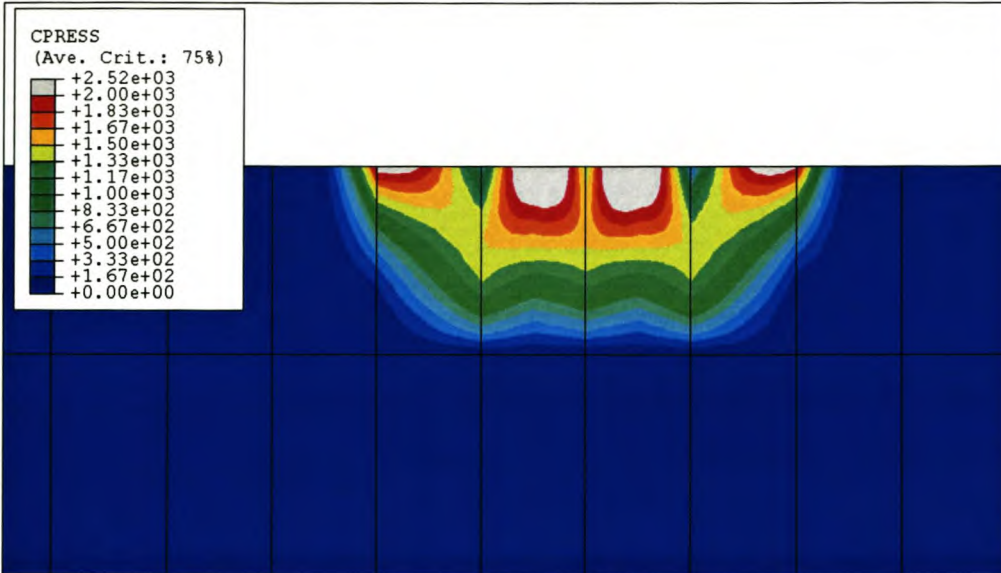 CPRESS
(Ave. Crit.: 75%)
+2.52e+03
+2.00e+03
+1.83e+03
+1.67e+03
+1.50e+03
+1.33e+03
+1.17e+03
+1.00e+03
+8.33e+02
+6.67e+02
+5.00e+02
+3.33e+02
+1.67e+02
+0.00e+00